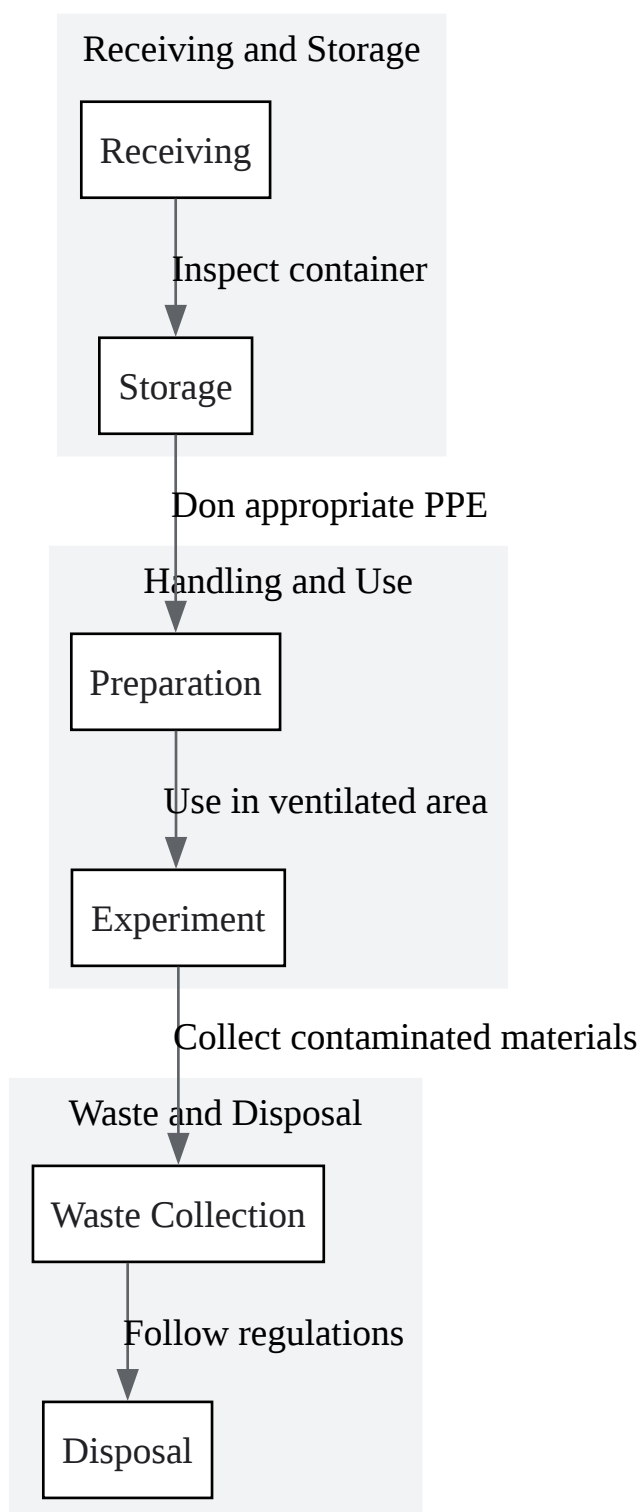 Receiving and Storage
Receiving
Inspect container
Storage
Don appropriate PPE
Handling and Use
Preparation
Use in ventilated area
Experiment
Collect contaminated materials
Waste and Disposal
Waste Collection
Follow regulations
Disposal